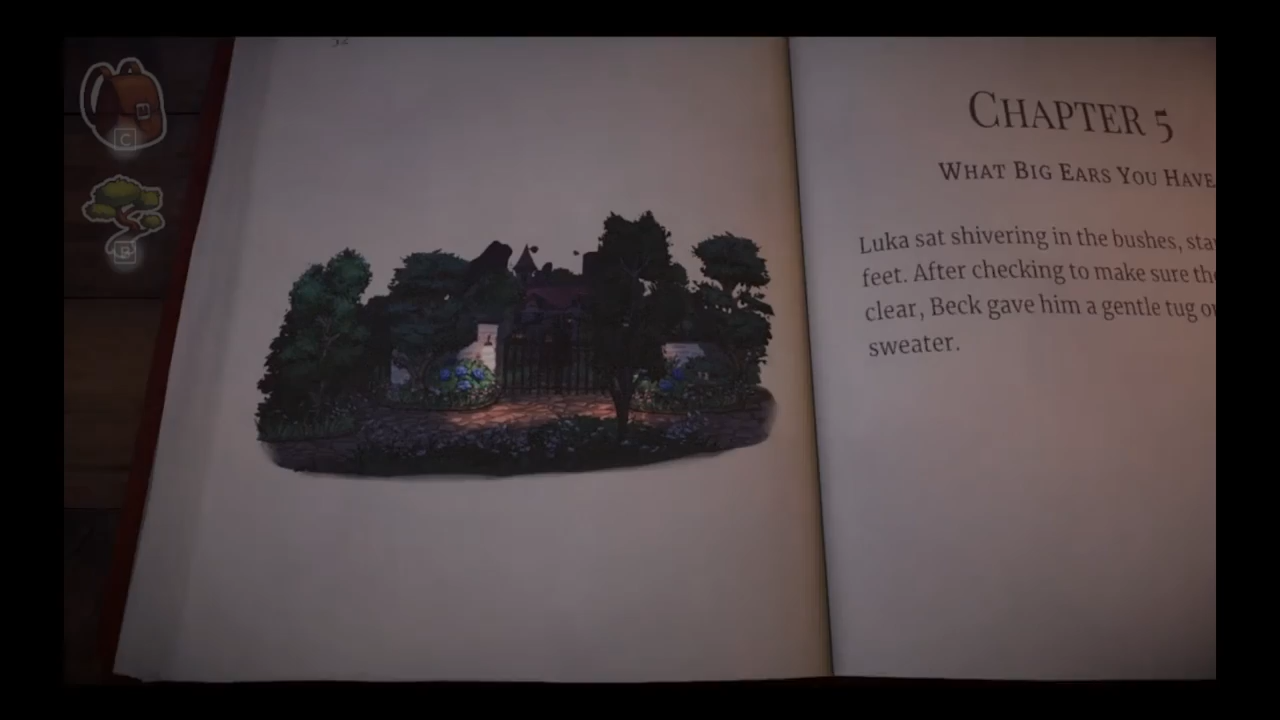 C
B
CHAPTER 5
WHAT BIG EARS YOU HAVE
Luka sat shivering in the bushes,
feet. After checking to make sure
clear, Beck gave him a gentle tug
sweater.